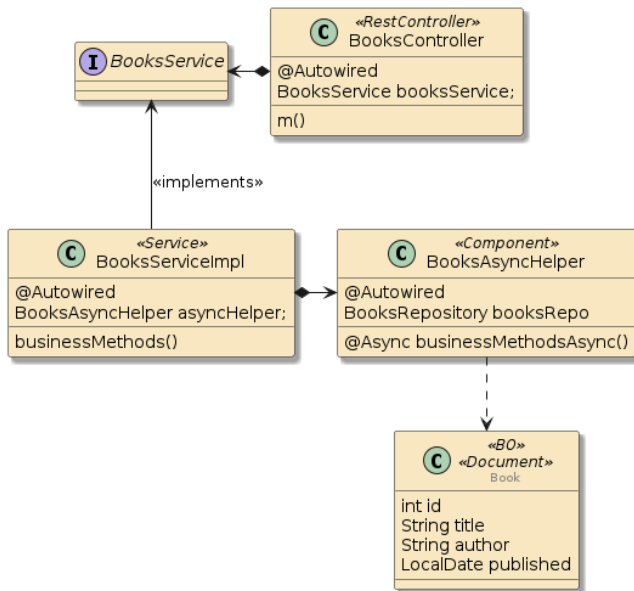 «RestController»
C BooksController
I BooksService
@Autowired
BooksService booksService;
m()
«implements»
«Service»
C BooksServiceImpl
@Autowired
BooksAsyncHelper asyncHelper;
businessMethods()
«Component»
C BooksAsyncHelper
@Autowired
BooksRepository booksRepo
@Async businessMethodsAsync()
«BO»
C «Document»
Book
int id
String title
String author
LocalDate published